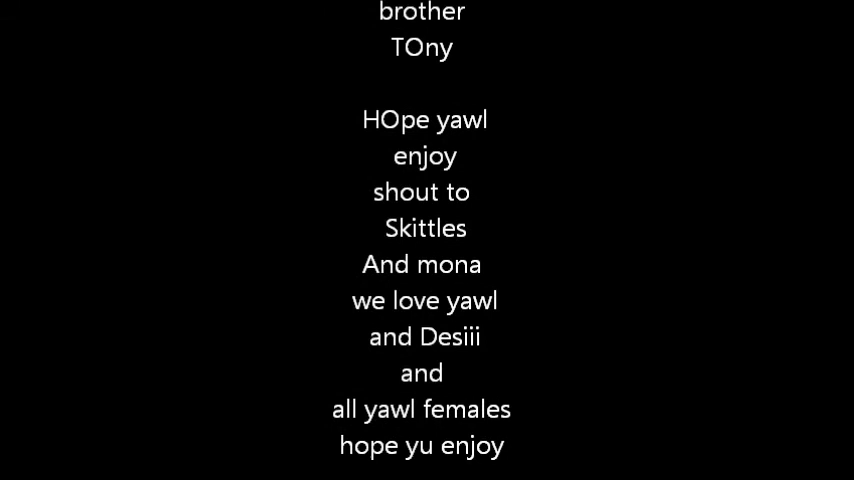 brother
TOny
HOpe yawl
enjoy
shout to
Skittles
And mona
we love yawl
and Desiii
and
all yawl females
hope yu enjoy